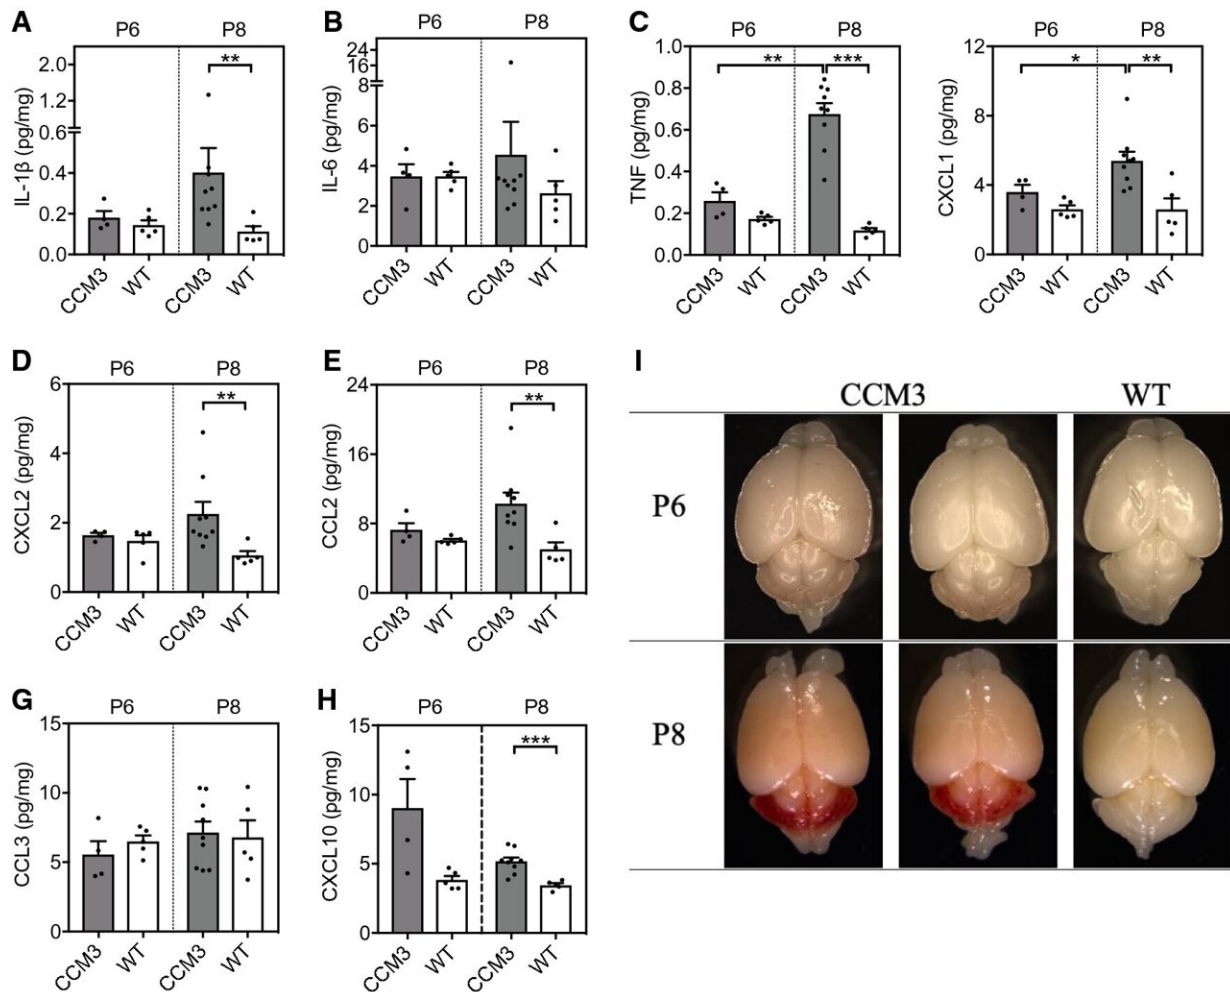 A
P6 P8
IL-1β (pg/mg)
2.0
1.2
0.6
0.4
0.2
0.0
**
CCM3 WT CCM3 WT
B
P6 P8
IL-6 (pg/mg)
24
16
8
6
4
2
0
CCM3 WT CCM3 WT
C
P6 P8
TNF (pg/mg)
1.0
0.8
0.6
0.4
0.2
0.0
** ***
CCM3 WT CCM3 WT
P6 P8
CXCL1 (pg/mg)
12
8
4
0
* **
CCM3 WT CCM3 WT
D
P6 P8
CXCL2 (pg/mg)
6
4
2
0
**
CCM3 WT CCM3 WT
E
P6 P8
CCL2 (pg/mg)
24
16
8
0
**
CCM3 WT CCM3 WT
I
CCM3 WT
P6
P8
G
P6 P8
CCL3 (pg/mg)
15
10
5
0
CCM3 WT CCM3 WT
H
P6 P8
CXCL10 (pg/mg)
15
10
5
0
***
CCM3 WT CCM3 WT